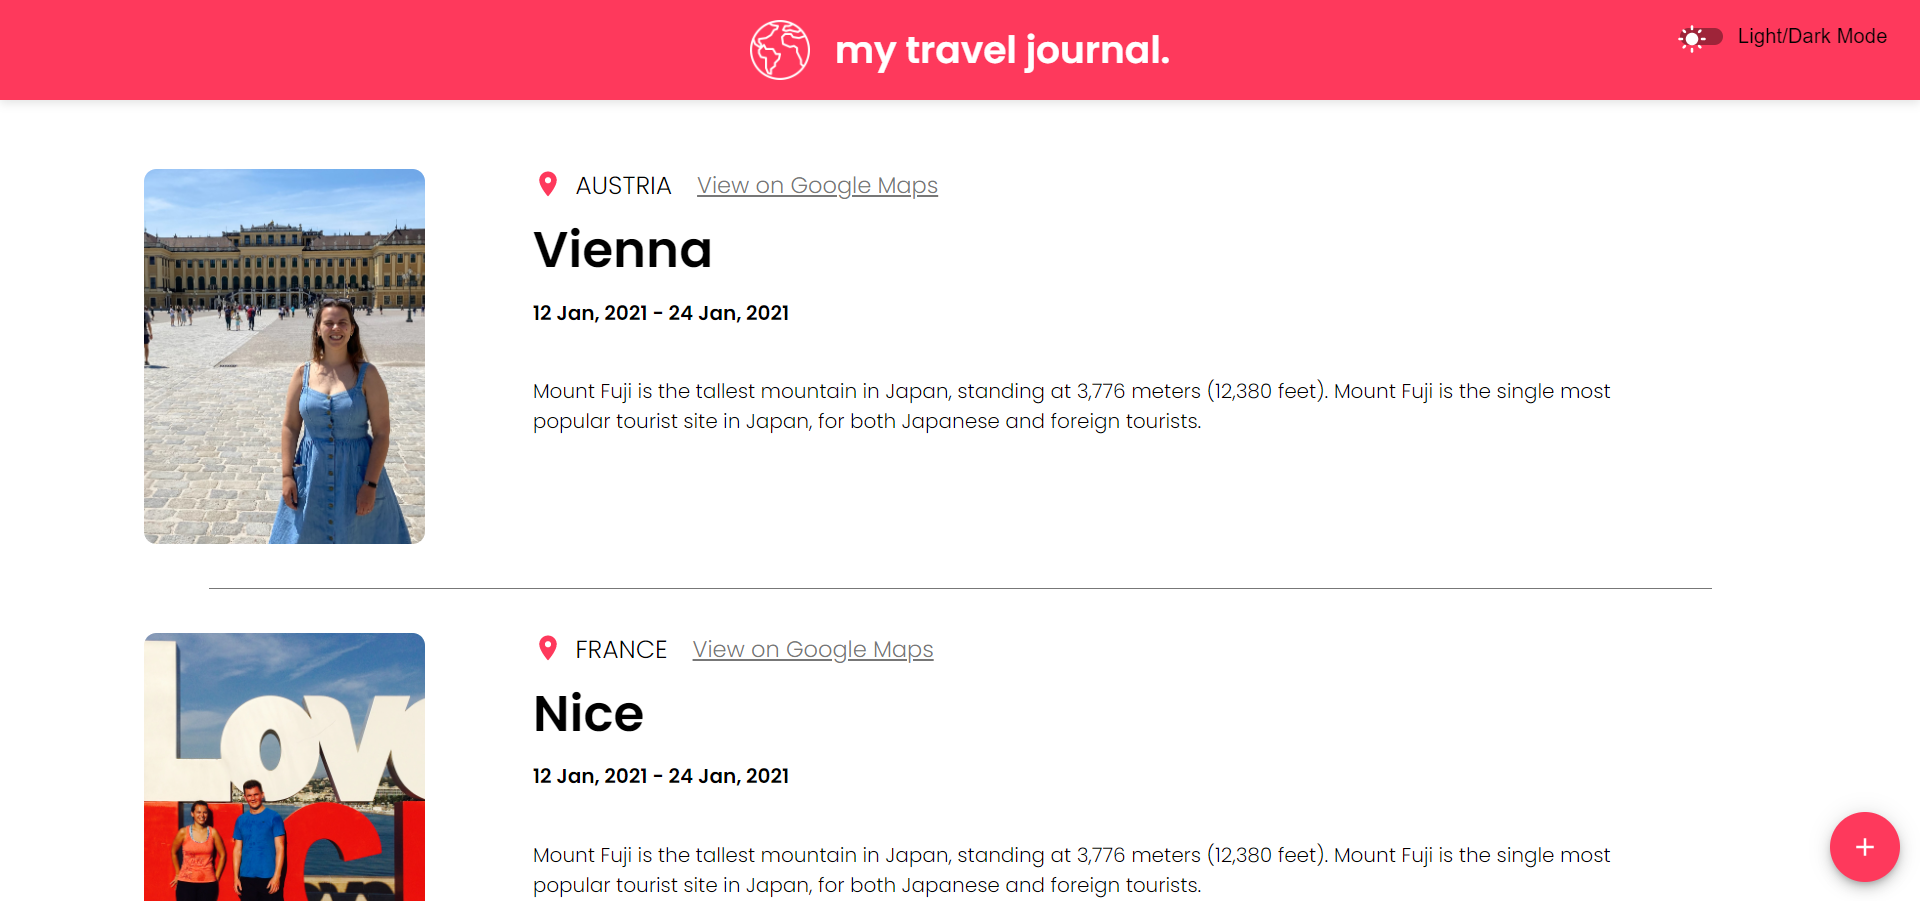 my travel journal.
Light/Dark Mode
AUSTRIA View on Google Maps
Vienna
12 Jan, 2021 - 24 Jan, 2021
Mount Fuji is the tallest mountain in Japan, standing at 3,776 meters (12,380 feet). Mount Fuji is the single most
popular tourist site in Japan, for both Japanese and foreign tourists.
FRANCE View on Google Maps
Nice
12 Jan, 2021 - 24 Jan, 2021
Mount Fuji is the tallest mountain in Japan, standing at 3,776 meters (12,380 feet). Mount Fuji is the single most
popular tourist site in Japan, for both Japanese and foreign tourists.
+